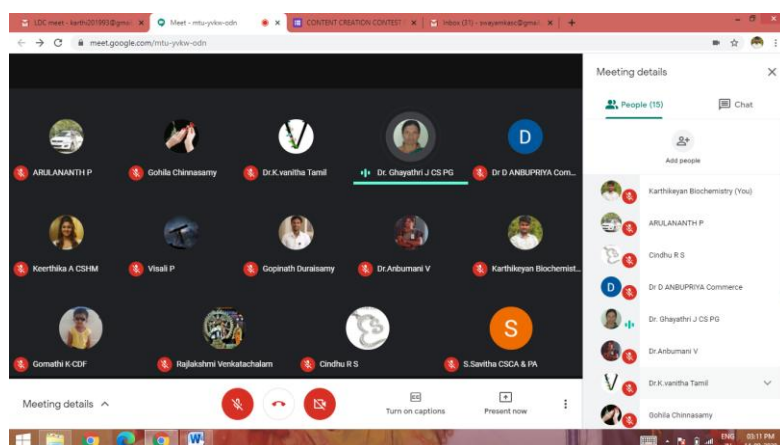 LDC meet - karthi201993@gmai
Meet - mtu-yvkw-odn
CONTENT CREATION CONTEST
Inbox (31) - swayamkasc@gmai
meet.google.com/mtu-yvkw-odn
ARULANANTH P
Gohila Chinnasamy
Dr.K.vanitha Tamil
Dr. Ghayathri J CS PG
D
Dr D ANBUPRIYA Com...
Keerthika A CSHM
Visali P
Gopinath Duraisamy
Dr.Anbumani V
Karthikeyan Biochemist...
Gomathi K-CDF
Rajlakshmi Venkatachalam
Cindhu R S
S
S.Savitha CSCA & PA
Meeting details
Turn on captions
Present now
Meeting details
People (15)
Chat
Add people
Karthikeyan Biochemistry (You)
ARULANANTH P
Cindhu R S
D
Dr D ANBUPRIYA Commerce
Dr. Ghayathri J CS PG
Dr.Anbumani V
Dr.K.vanitha Tamil
Gohila Chinnasamy
ENG
03:11 PM